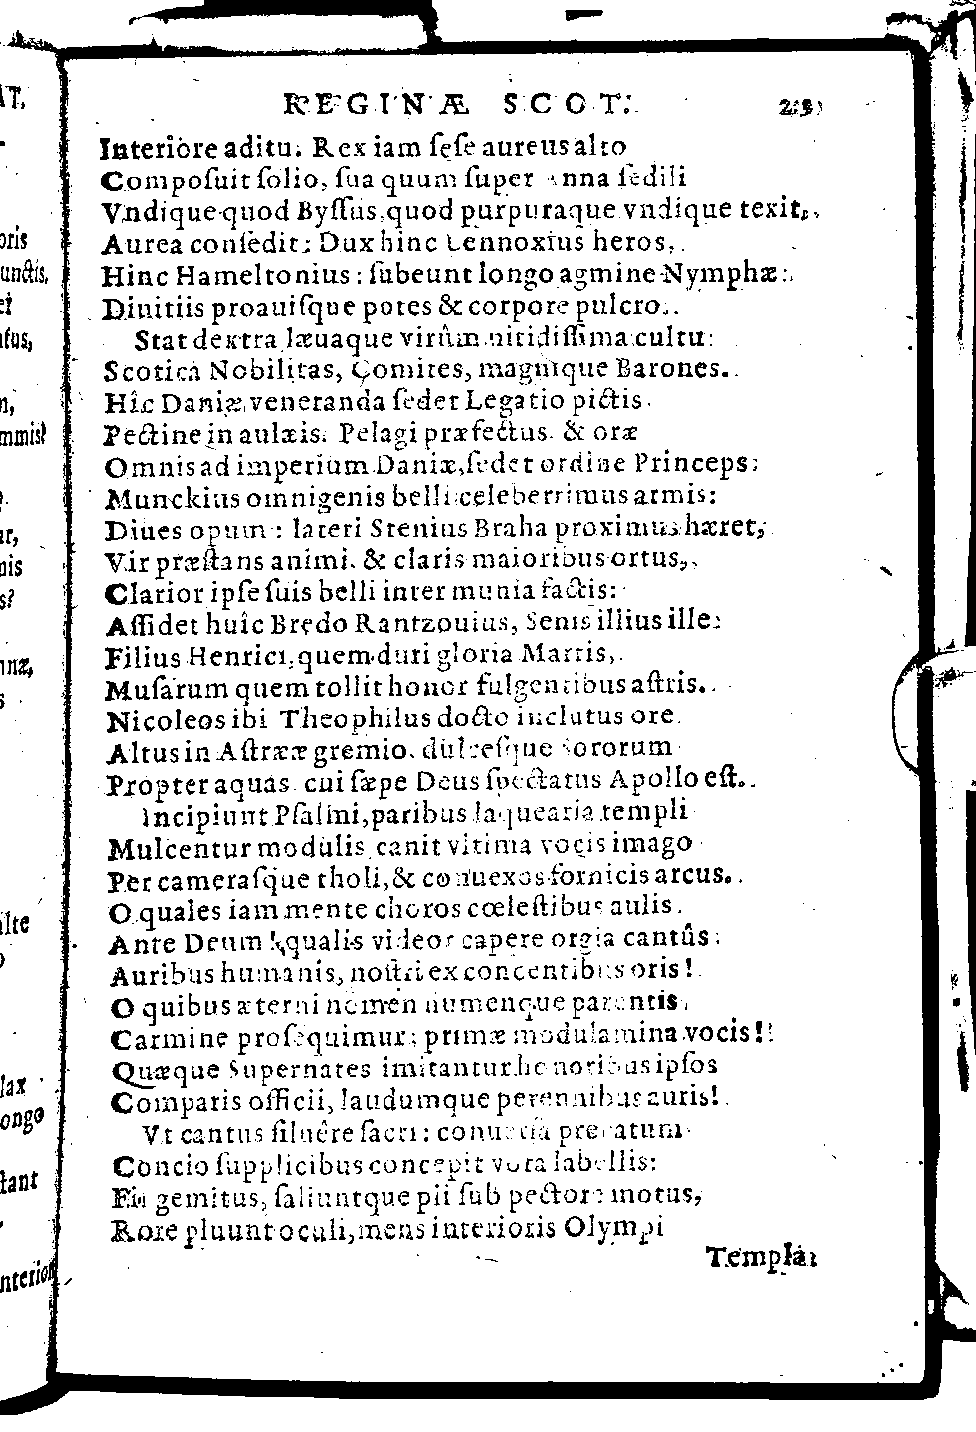 REGINÆ SCOT.
Interiore aditu. Rex iam ſeſe aureus alto
Compoſuit ſolio, ſua quum ſuper Anna ſedili
Vndique quod Byſſus, quod purpuraque vndique texit,
Aurea conſedit: Dux hinc Lennoxius heros,
Hinc Hameltonius: ſubeunt longo agmine Nymphæ:
Diuitiis proauiſque potes & corpore pulcro.
Stat dextra læuaque virûm nitidiſſima cultu:
Scotica Nobilitas, Comites, magnique Barones.
Hîc Daniæ veneranda ſedet Legatio pictis
Pectine in aulæis. Pelagi præfectus & oræ
Omnis ad imperium Daniæ, ſedet ordine Princeps:
Munckius omnigenis belli celeberrimus armis:
Diues opum: lateri Stenius Braha proximus hæret,
Vir præſtans animi & claris maioribus ortus,
Clarior ipſe ſuis belli inter munia factis:
Aſſidet huîc Bredo Rantzouius, Senis illius ille
Filius Henrici, quem duri gloria Martis,
Muſarum quem tollit honor fulgentibus aſtris.
Nicoleos ibi Theophilus docto inclutus ore
Altus in Aſtrææ gremio, dulceſque ſororum
Propter aquas cui ſæpe Deus ſpectatus Apollo eſt.
Incipiunt Pſalmi, paribus laquearia templi
Mulcentur modulis, canit vltima vocis imago
Per cameraſque tholi, & conuexos fornicis arcus.
O quales iam mente choros cœleſtibus aulis
Ante Deum! qualis videor capere orgia cantûs
Auribus humanis, noſtri ex concentibus oris!
O quibus æterni nomen numenque parentis
Carmine proſequimur; primæ modulamina vocis!
Quæque Supernates imitantur honoribus ipſos
Comparis officii, laudumque perennibus auris!
Vt cantus ſiluêre ſacri: conuerſa precatum
Concio ſupplicibus concepit vota labellis:
Fit gemitus, ſaliuntque pii ſub pectore motus,
Rore pluunt oculi, mens interioris Olympi
Templa